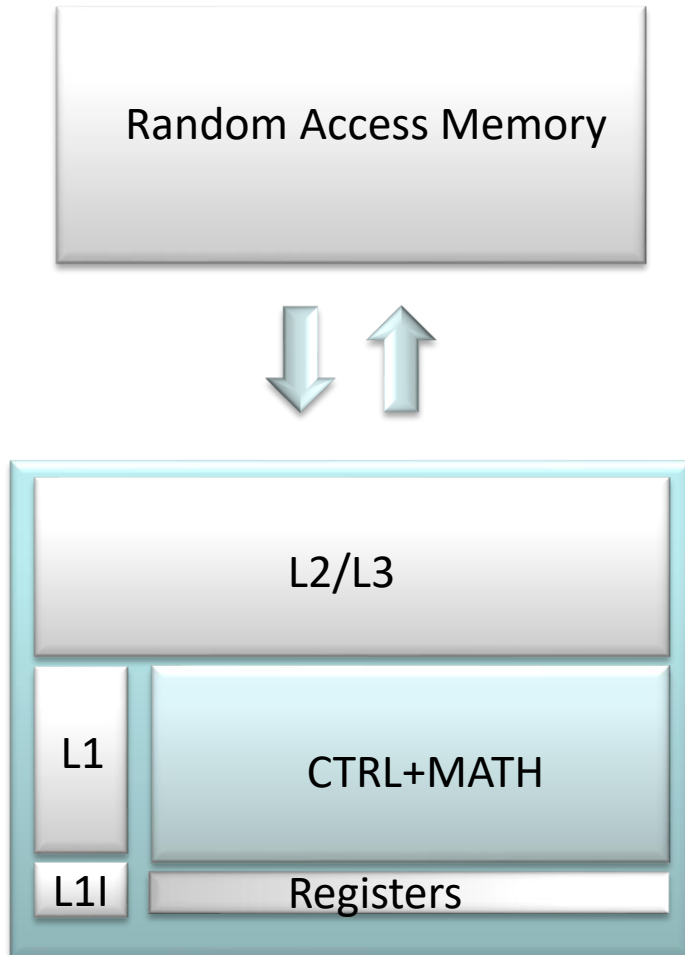 Random Access Memory
L2/L3
L1
CTRL+MATH
L1I
Registers